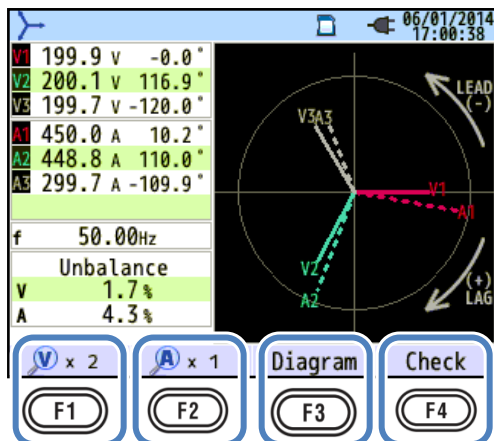 06/01/2014
17:00:38
V1 199.9 V -0.0°
V2 200.1 V 116.9°
V3 199.7 V -120.0°
A1 450.0 A 10.2°
A2 448.8 A 110.0°
A3 299.7 A -109.9°
f 50.00Hz
Unbalance
V 1.7%
A 4.3%
LEAD
(-)
V3A3
V1
A1
V2
A2
(+)
LAG
V x 2
A x 1
Diagram
Check
F1
F2
F3
F4